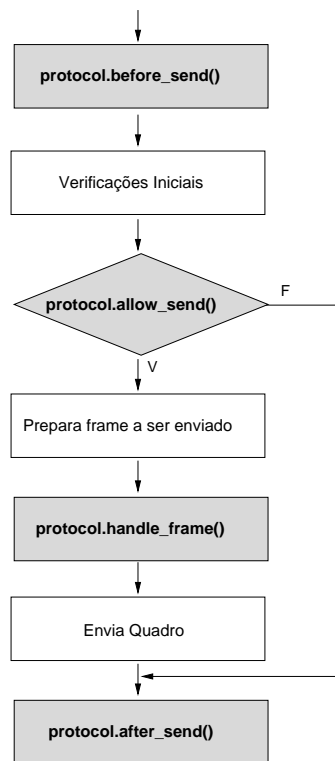 protocol.before_send()
Verificações Iniciais
protocol.allow_send()
F
V
Prepara frame a ser enviado
protocol.handle_frame()
Envia Quadro
protocol.after_send()